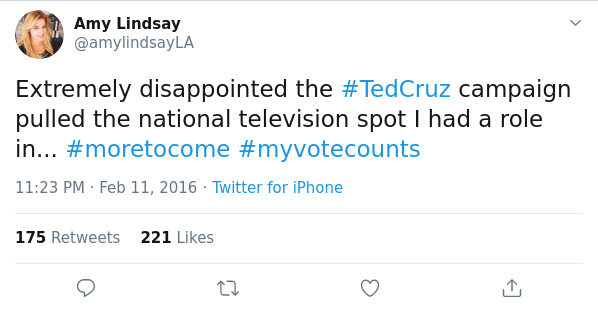 Amy Lindsay
@amylindsayLA
Extremely disappointed the #TedCruz campaign
pulled the national television spot I had a role
in... #moretocome #myvotecounts
11:23 PM · Feb 11, 2016 · Twitter for iPhone
175 Retweets 221 Likes